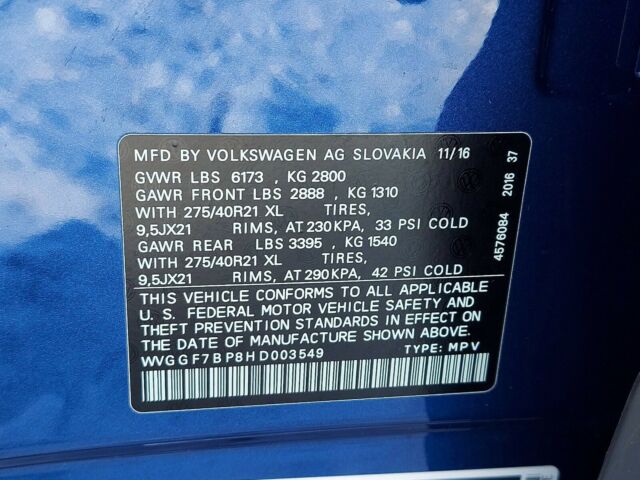 MFD BY VOLKSWAGEN AG SLOVAKIA 11/16
GVWR LBS 6173 , KG 2800
GAWR FRONT LBS 2888 , KG 1310
WITH 275/40R21 XL TIRES,
9,5JX21 RIMS, AT 230 KPA, 33 PSI COLD
GAWR REAR LBS 3395 , KG 1540
WITH 275/40R21 XL TIRES,
9,5JX21 RIMS, AT 290 KPA, 42 PSI COLD
THIS VEHICLE CONFORMS TO ALL APPLICABLE
U. S. FEDERAL MOTOR VEHICLE SAFETY AND
THEFT PREVENTION STANDARDS IN EFFECT ON
THE DATE OF MANUFACTURE SHOWN ABOVE.
WVGGF7BP8HD003549 TYPE: MPV
4576084 2016 37